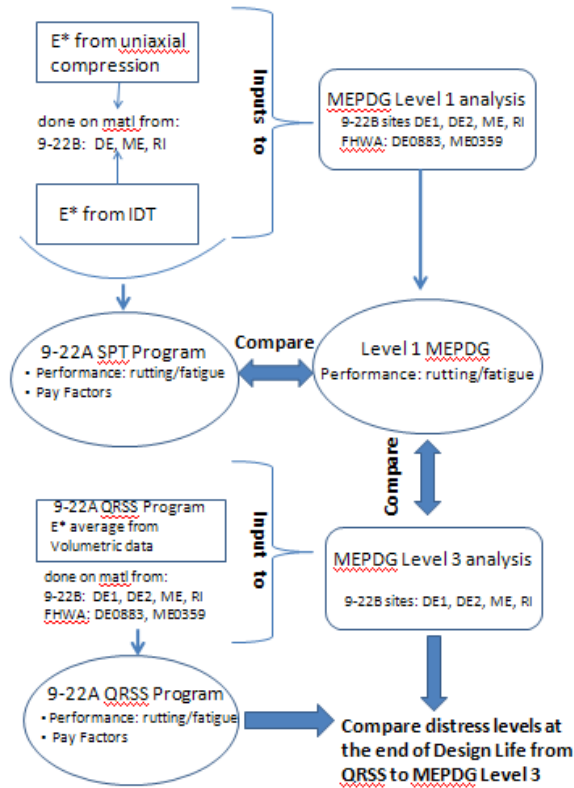 E* from uniaxial
compression
done on matl from:
9-22B:  DE, ME, RI
E* from IDT
Inputs to
MEPDG Level 1 analysis
9-22B sites DE1, DE2, ME, RI
FHWA: DE0883, ME0359
9-22A SPT Program
• Performance: rutting/fatigue
• Pay Factors
Compare
Level 1 MEPDG
Performance: rutting/fatigue
Compare
9-22A QRSS Program
E* average from
Volumetric data
done on matl from:
9-22B:  DE1, DE2, ME, RI
FHWA: DE0883, ME0359
Input to
MEPDG Level 3 analysis
9-22B sites: DE1, DE2, ME, RI
9-22A QRSS Program
• Performance: rutting/fatigue
• Pay Factors
Compare distress levels at
the end of Design Life from
QRSS to MEPDG Level 3